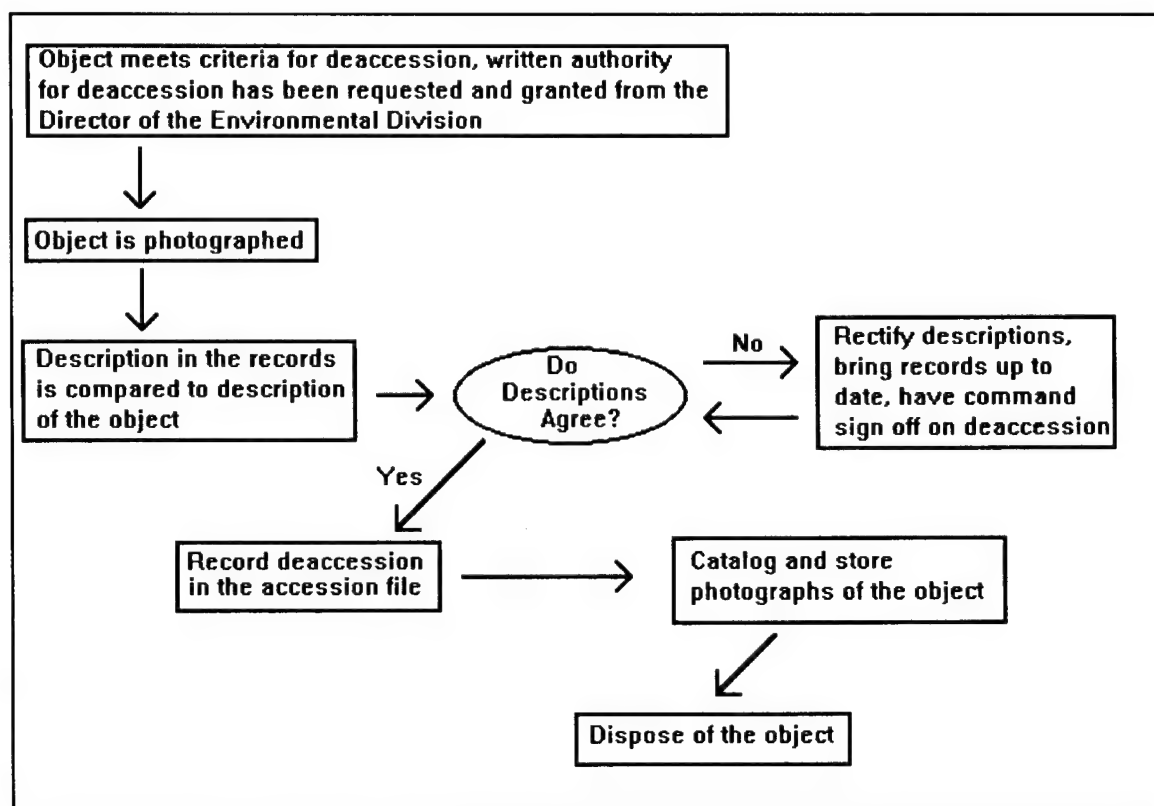 Object meets criteria for deaccession, written authority
for deaccession has been requested and granted from the
Director of the Environmental Division
Object is photographed
Description in the records
is compared to description
of the object
Do
Descriptions
Agree?
No
Rectify descriptions,
bring records up to
date, have command
sign off on deaccession
Yes
Record deaccession
in the accession file
Catalog and store
photographs of the object
Dispose of the object